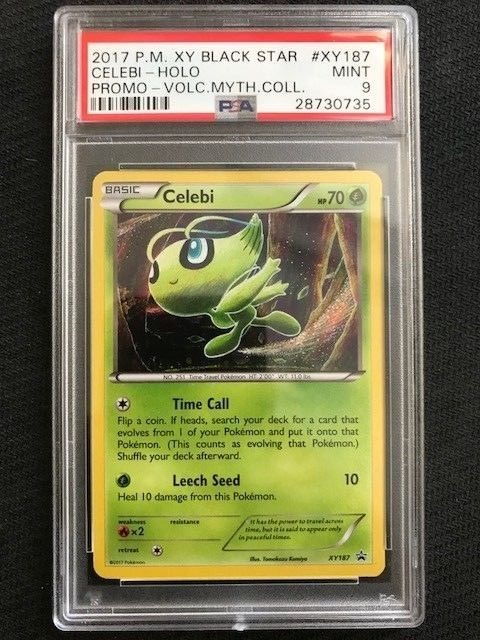 2017 P.M. XY BLACK STAR #XY187
CELEBI - HOLO MINT
PROMO - VOLC.MYTH.COLL. 9
PSA 28730735
BASIC Celebi HP 70
NO. 251 Time Travel Pokémon HT: 2'00" WT: 11.0 lbs
Time Call
Flip a coin. If heads, search your deck for a card that
evolves from 1 of your Pokémon and put it onto that
Pokémon. (This counts as evolving that Pokémon.)
Shuffle your deck afterward.
Leech Seed 10
Heal 10 damage from this Pokémon.
weakness resistance
×2
retreat
It has the power to travel across
time, but it is said to appear only
in peaceful times.
©2017 Pokémon Illus. Tomokazu Komiya XY187